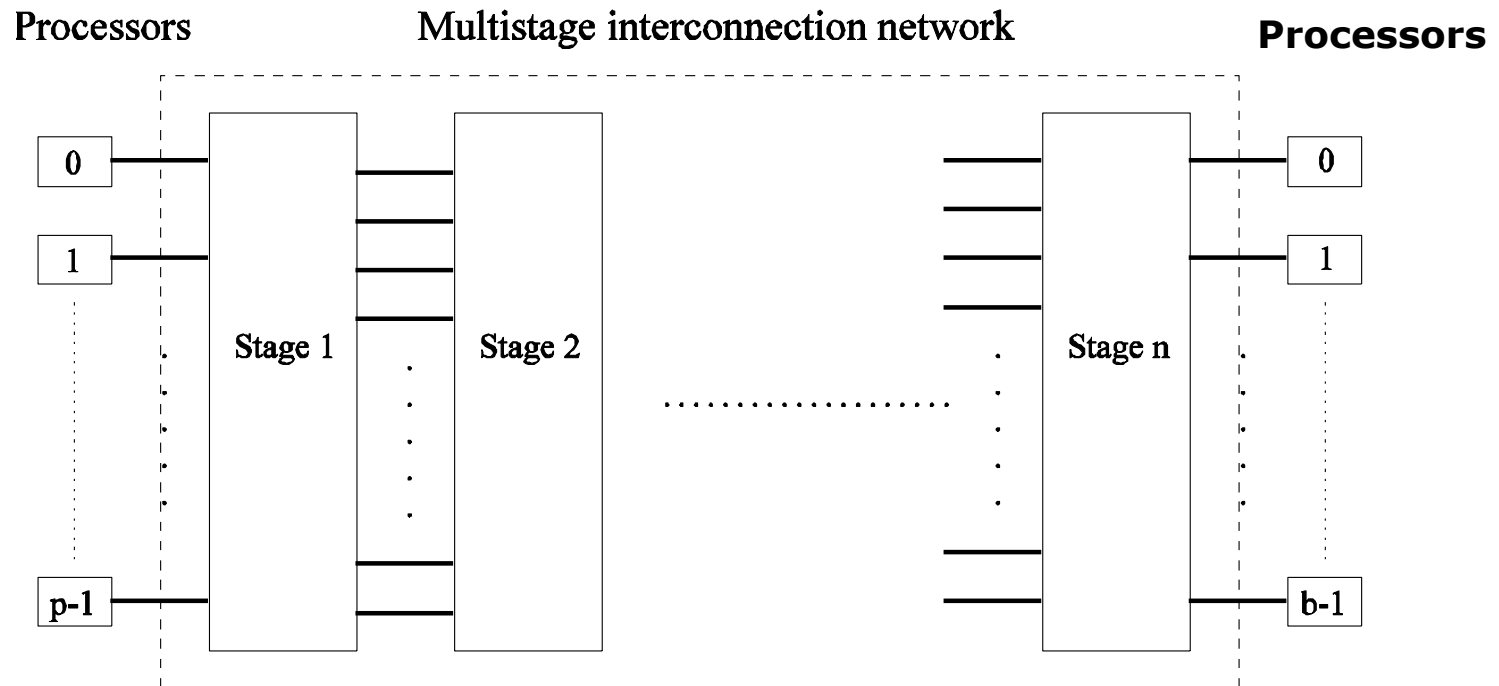 Processors
Multistage interconnection network
Processors
0
0
1
1
Stage 1
Stage 2
Stage n
p-1
b-1